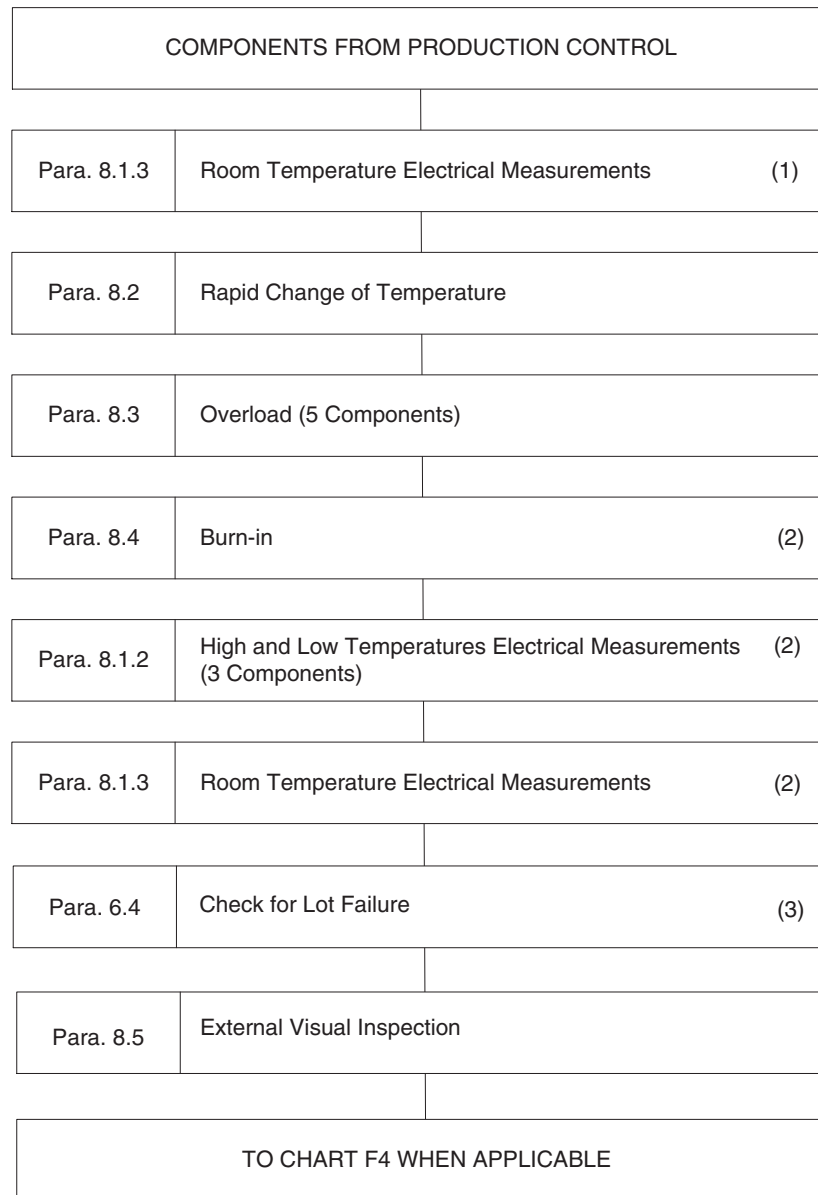 COMPONENTS FROM PRODUCTION CONTROL
Para. 8.1.3 Room Temperature Electrical Measurements (1)
Para. 8.2 Rapid Change of Temperature
Para. 8.3 Overload (5 Components)
Para. 8.4 Burn-in (2)
Para. 8.1.2 High and Low Temperatures Electrical Measurements (2)
(3 Components)
Para. 8.1.3 Room Temperature Electrical Measurements (2)
Para. 6.4 Check for Lot Failure (3)
Para. 8.5 External Visual Inspection
TO CHART F4 WHEN APPLICABLE